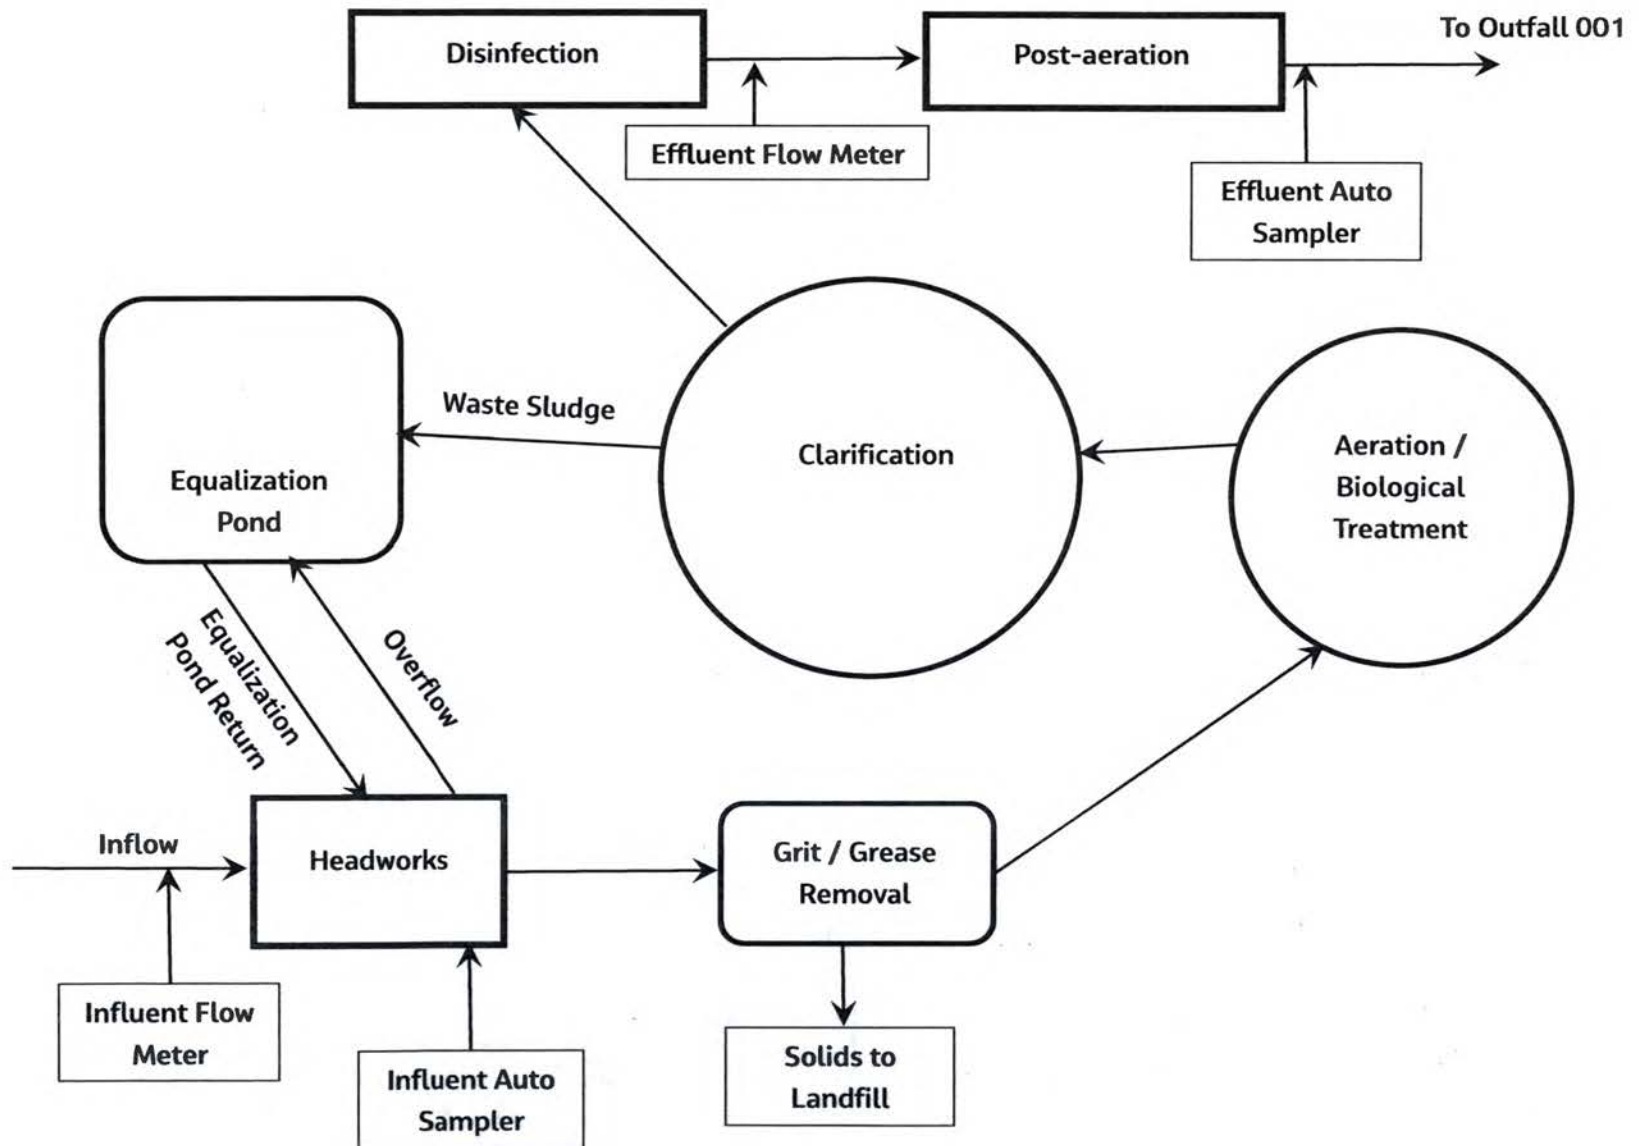 To Outfall 001
Disinfection
Post-aeration
Effluent Flow Meter
Effluent Auto
Sampler
Waste Sludge
Clarification
Aeration /
Biological
Treatment
Equalization
Pond
Equalization
Pond Return
Overflow
Inflow
Headworks
Grit / Grease
Removal
Influent Flow
Meter
Influent Auto
Sampler
Solids to
Landfill